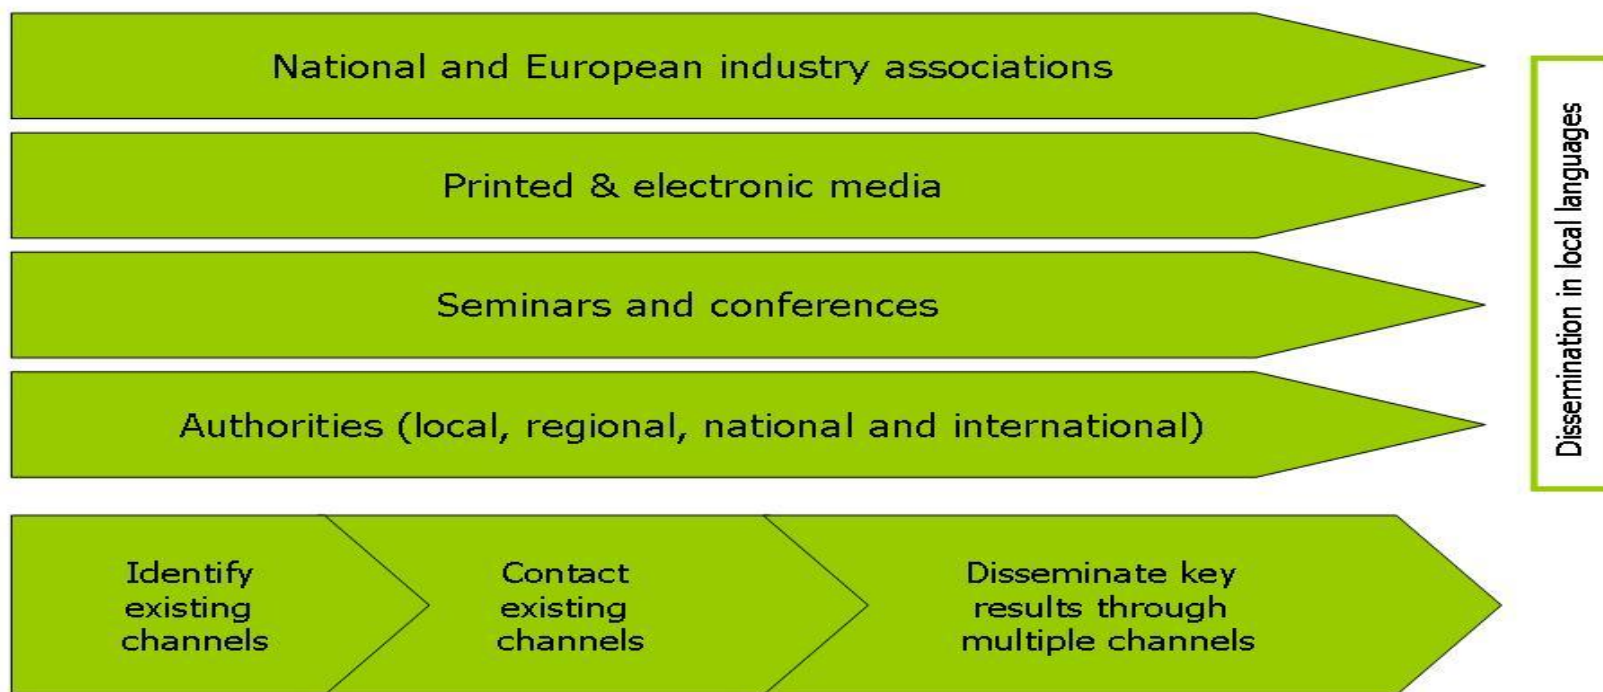 National and European industry associations
Printed & electronic media
Seminars and conferences
Authorities (local, regional, national and international)
Dissemination in local languages
Identify
existing
channels
Contact
existing
channels
Disseminate key
results through
multiple channels